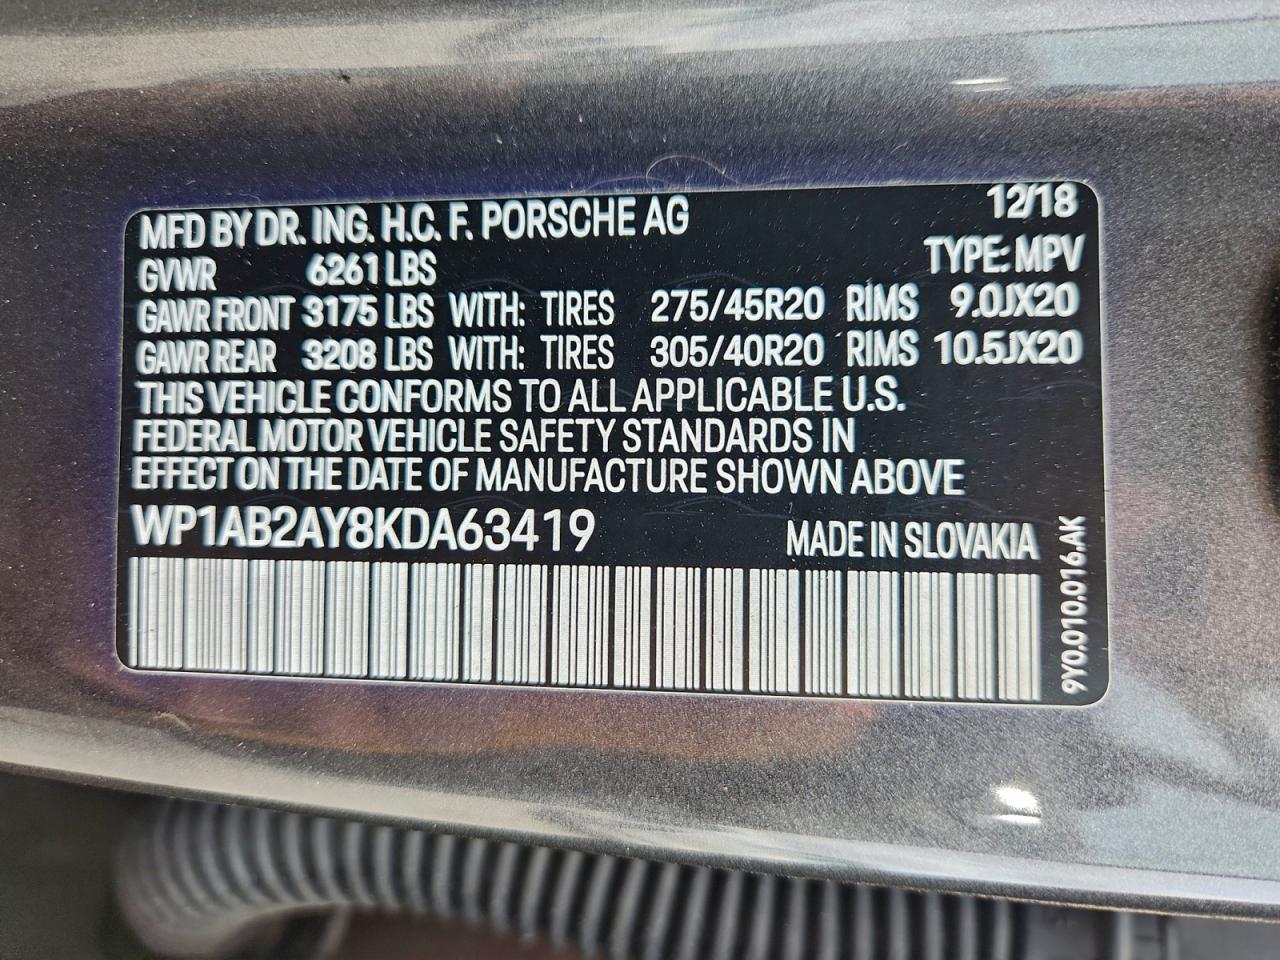 MFD BY DR. ING. H.C. F. PORSCHE AG 12/18
GVWR 6261 LBS TYPE: MPV
GAWR FRONT 3175 LBS WITH: TIRES 275/45R20 RIMS 9.0JX20
GAWR REAR 3208 LBS WITH: TIRES 305/40R20 RIMS 10.5JX20
THIS VEHICLE CONFORMS TO ALL APPLICABLE U.S.
FEDERAL MOTOR VEHICLE SAFETY STANDARDS IN
EFFECT ON THE DATE OF MANUFACTURE SHOWN ABOVE
WP1AB2AY8KDA63419 MADE IN SLOVAKIA
9Y0.010.016.AK